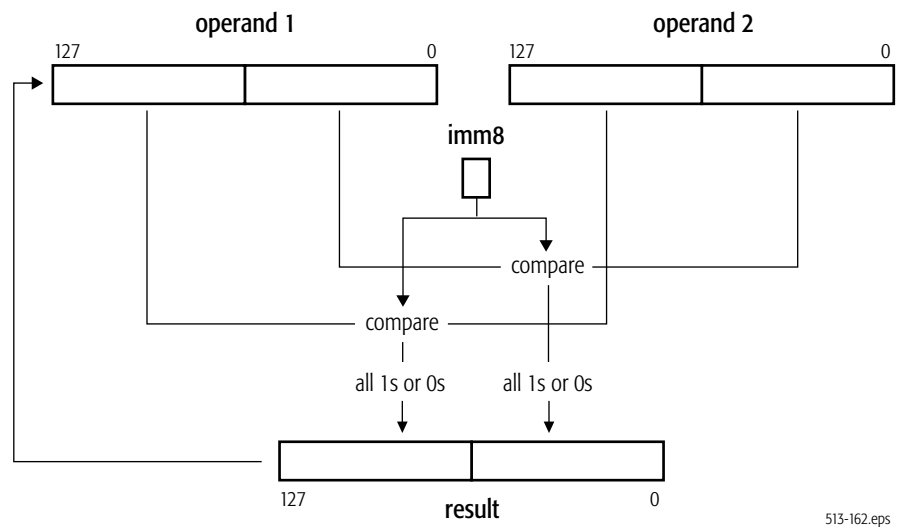 operand 1
operand 2
127 0
127 0
imm8
compare
compare
all 1s or 0s all 1s or 0s
127 0
result
513-162.eps